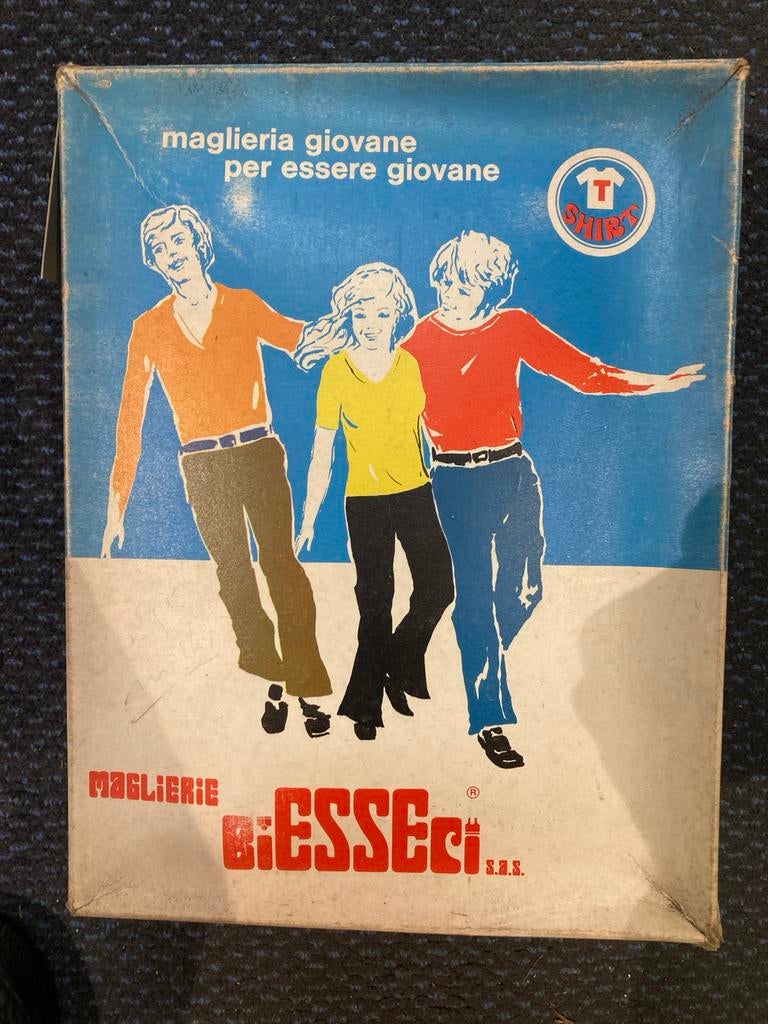 maglieria giovane
per essere giovane
T
SHIRT
MAGLIERIE
BiESSECi ®
s.a.s.